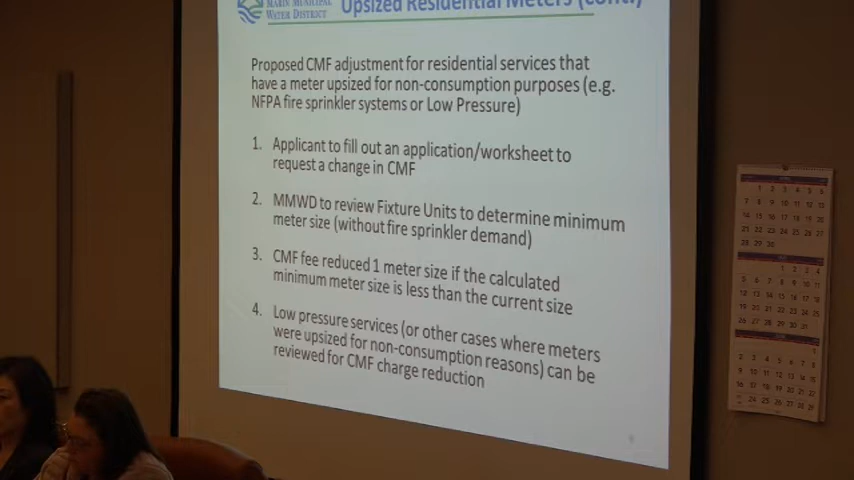 MARIN MUNICIPAL
WATER DISTRICT
Upsized Residential Meters (cont.)
Proposed CMF adjustment for residential services that
have a meter upsized for non-consumption purposes (e.g.
NFPA fire sprinkler systems or Low Pressure)
1. Applicant to fill out an application/worksheet to
request a change in CMF
2. MMWD to review Fixture Units to determine minimum
meter size (without fire sprinkler demand)
3. CMF fee reduced 1 meter size if the calculated
minimum meter size is less than the current size
4. Low pressure services (or other cases where meters
were upsized for non-consumption reasons) can be
reviewed for CMF charge reduction